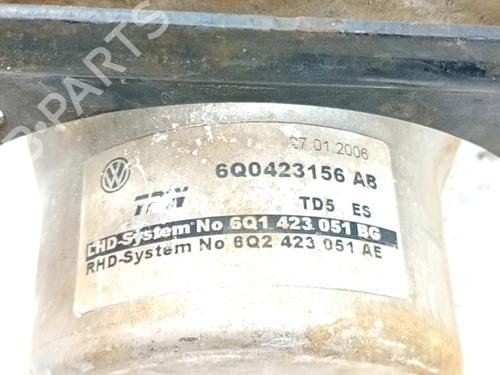 27.01.2006
6Q0423156 AB
TRW
TD5 ES
LHD-System No 6Q1 423 051 BG
RHD-System No 6Q2 423 051 AE
B-PARTS